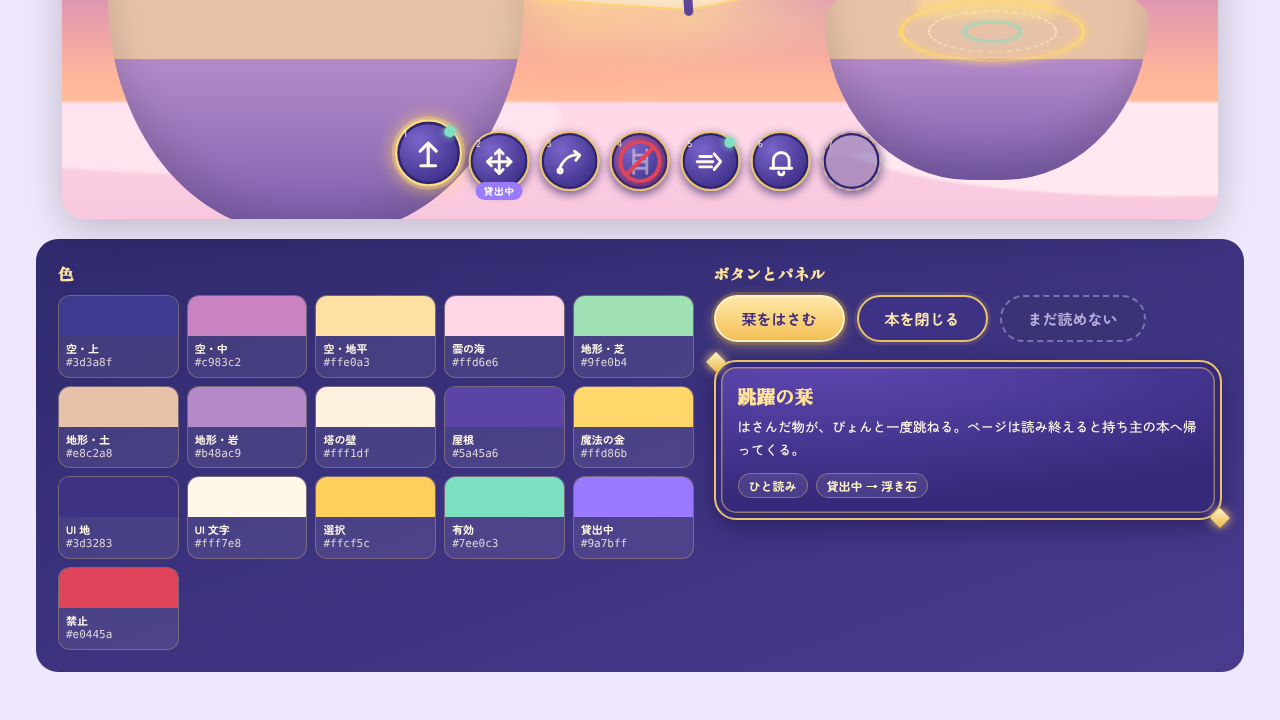 1
2
3
4
5
6
7
貸出中
色
空・上
#3d3a8f
空・中
#c983c2
空・地平
#ffe0a3
雲の海
#ffd6e6
地形・芝
#9fe0b4
地形・土
#e8c2a8
地形・岩
#b48ac9
塔の壁
#fff1df
屋根
#5a45a6
魔法の金
#ffd86b
UI 地
#3d3283
UI 文字
#fff7e8
選択
#ffcf5c
有効
#7ee0c3
貸出中
#9a7bff
禁止
#e0445a
ボタンとパネル
栞をはさむ
本を閉じる
まだ読めない
跳躍の栞
はさんだ物が、ぴょんと一度跳ねる。ページは読み終えると持ち主の本へ帰
ってくる。
ひと読み
貸出中 → 浮き石